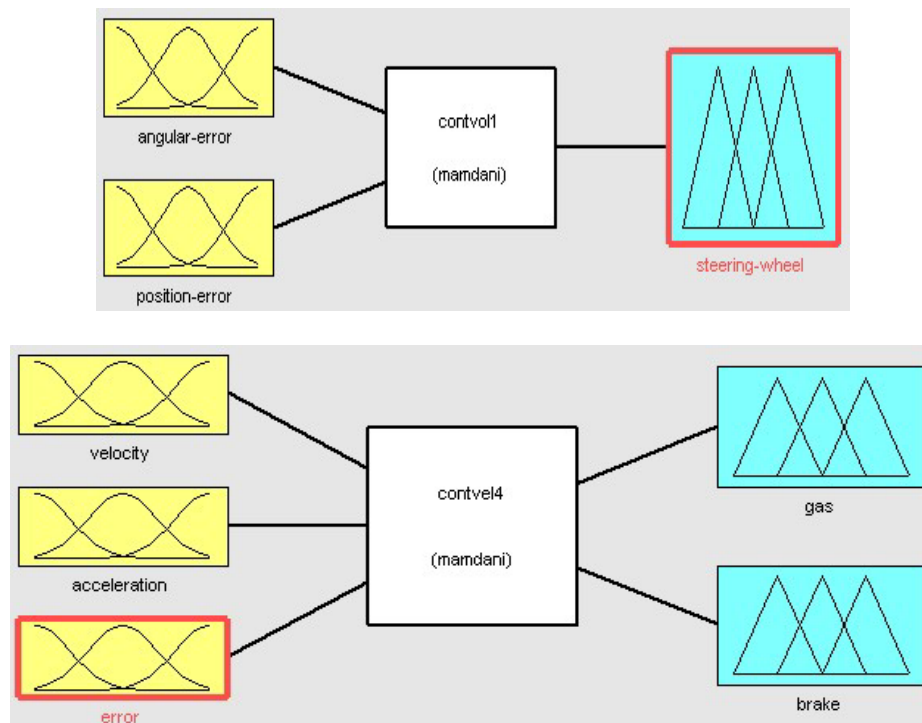 angular-error
position-error
contvol1
(mamdani)
steering-wheel
velocity
acceleration
error
contvel4
(mamdani)
gas
brake